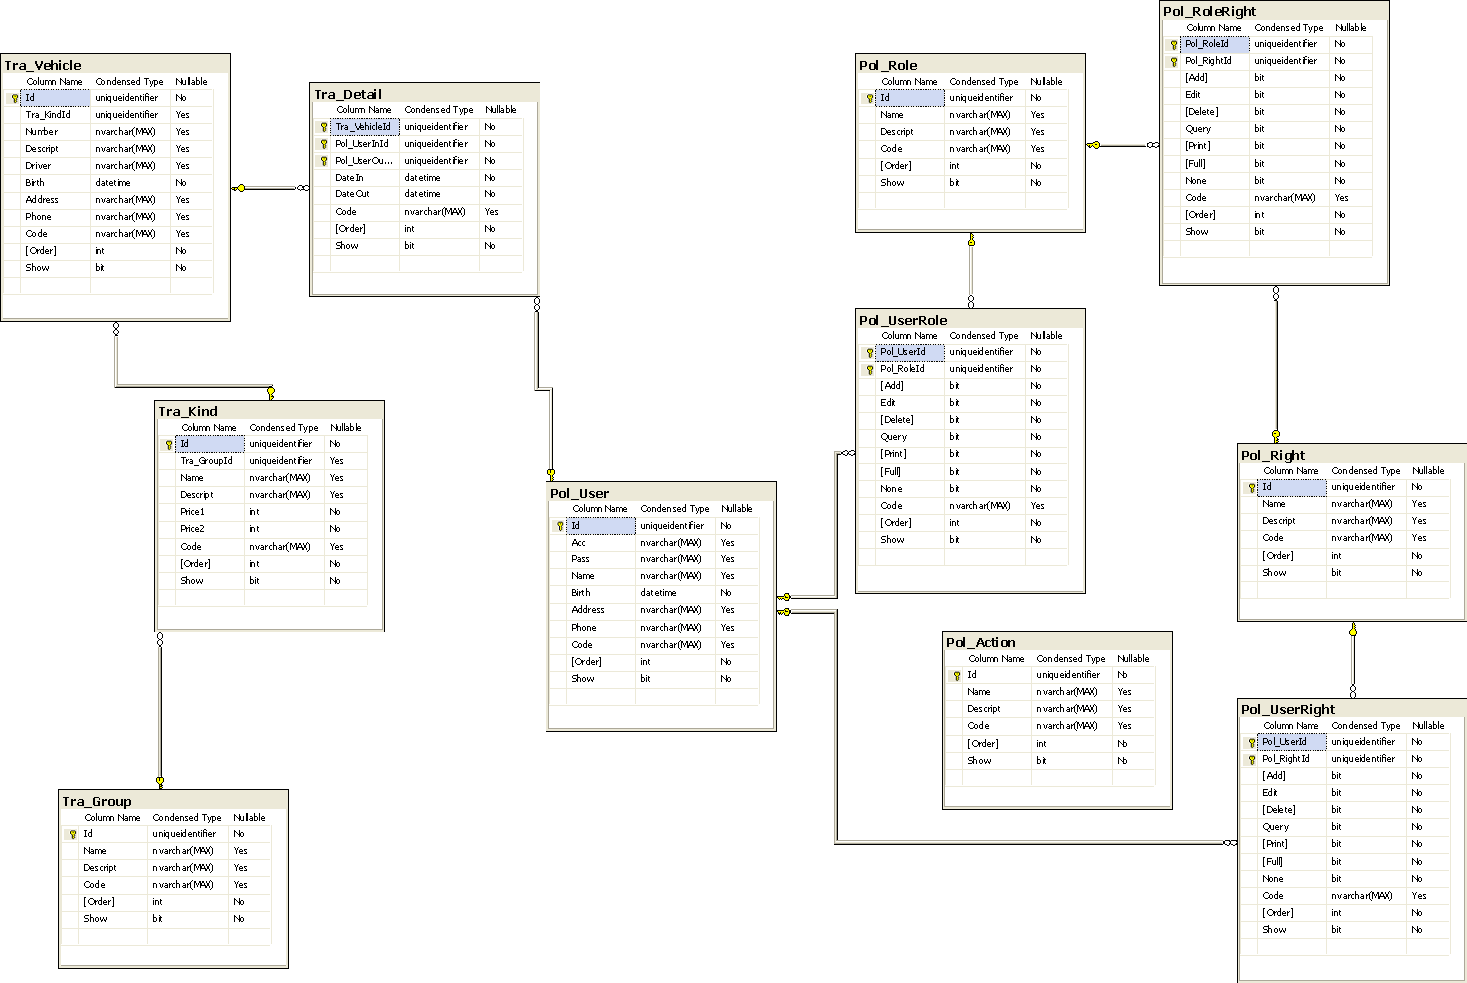 Tra_Vehicle
Column Name Condensed Type Nullable
Id uniqueidentifier No
Tra_KindId uniqueidentifier Yes
Number nvarchar(MAX) Yes
Descript nvarchar(MAX) Yes
Driver nvarchar(MAX) Yes
Birth datetime No
Address nvarchar(MAX) Yes
Phone nvarchar(MAX) Yes
Code nvarchar(MAX) Yes
[Order] int No
Show bit No
Tra_Detail
Column Name Condensed Type Nullable
Tra_VehicleId uniqueidentifier No
Pol_UserInId uniqueidentifier No
Pol_UserOu... uniqueidentifier No
DateIn datetime No
DateOut datetime No
Code nvarchar(MAX) Yes
[Order] int No
Show bit No
Tra_Kind
Column Name Condensed Type Nullable
Id uniqueidentifier No
Tra_GroupId uniqueidentifier Yes
Name nvarchar(MAX) Yes
Descript nvarchar(MAX) Yes
Price1 int No
Price2 int No
Code nvarchar(MAX) Yes
[Order] int No
Show bit No
Tra_Group
Column Name Condensed Type Nullable
Id uniqueidentifier No
Name nvarchar(MAX) Yes
Descript nvarchar(MAX) Yes
Code nvarchar(MAX) Yes
[Order] int No
Show bit No
Pol_User
Column Name Condensed Type Nullable
Id uniqueidentifier No
Acc nvarchar(MAX) Yes
Pass nvarchar(MAX) Yes
Name nvarchar(MAX) Yes
Birth datetime No
Address nvarchar(MAX) Yes
Phone nvarchar(MAX) Yes
Code nvarchar(MAX) Yes
[Order] int No
Show bit No
Pol_Role
Column Name Condensed Type Nullable
Id uniqueidentifier No
Name nvarchar(MAX) Yes
Descript nvarchar(MAX) Yes
Code nvarchar(MAX) Yes
[Order] int No
Show bit No
Pol_UserRole
Column Name Condensed Type Nullable
Pol_UserId uniqueidentifier No
Pol_RoleId uniqueidentifier No
[Add] bit No
Edit bit No
[Delete] bit No
Query bit No
[Print] bit No
[Full] bit No
None bit No
Code nvarchar(MAX) Yes
[Order] int No
Show bit No
Pol_Action
Column Name Condensed Type Nullable
Id uniqueidentifier No
Name nvarchar(MAX) Yes
Descript nvarchar(MAX) Yes
Code nvarchar(MAX) Yes
[Order] int No
Show bit No
Pol_RoleRight
Column Name Condensed Type Nullable
Pol_RoleId uniqueidentifier No
Pol_RightId uniqueidentifier No
[Add] bit No
Edit bit No
[Delete] bit No
Query bit No
[Print] bit No
[Full] bit No
None bit No
Code nvarchar(MAX) Yes
[Order] int No
Show bit No
Pol_Right
Column Name Condensed Type Nullable
Id uniqueidentifier No
Name nvarchar(MAX) Yes
Descript nvarchar(MAX) Yes
Code nvarchar(MAX) Yes
[Order] int No
Show bit No
Pol_UserRight
Column Name Condensed Type Nullable
Pol_UserId uniqueidentifier No
Pol_RightId uniqueidentifier No
[Add] bit No
Edit bit No
[Delete] bit No
Query bit No
[Print] bit No
[Full] bit No
None bit No
Code nvarchar(MAX) Yes
[Order] int No
Show bit No